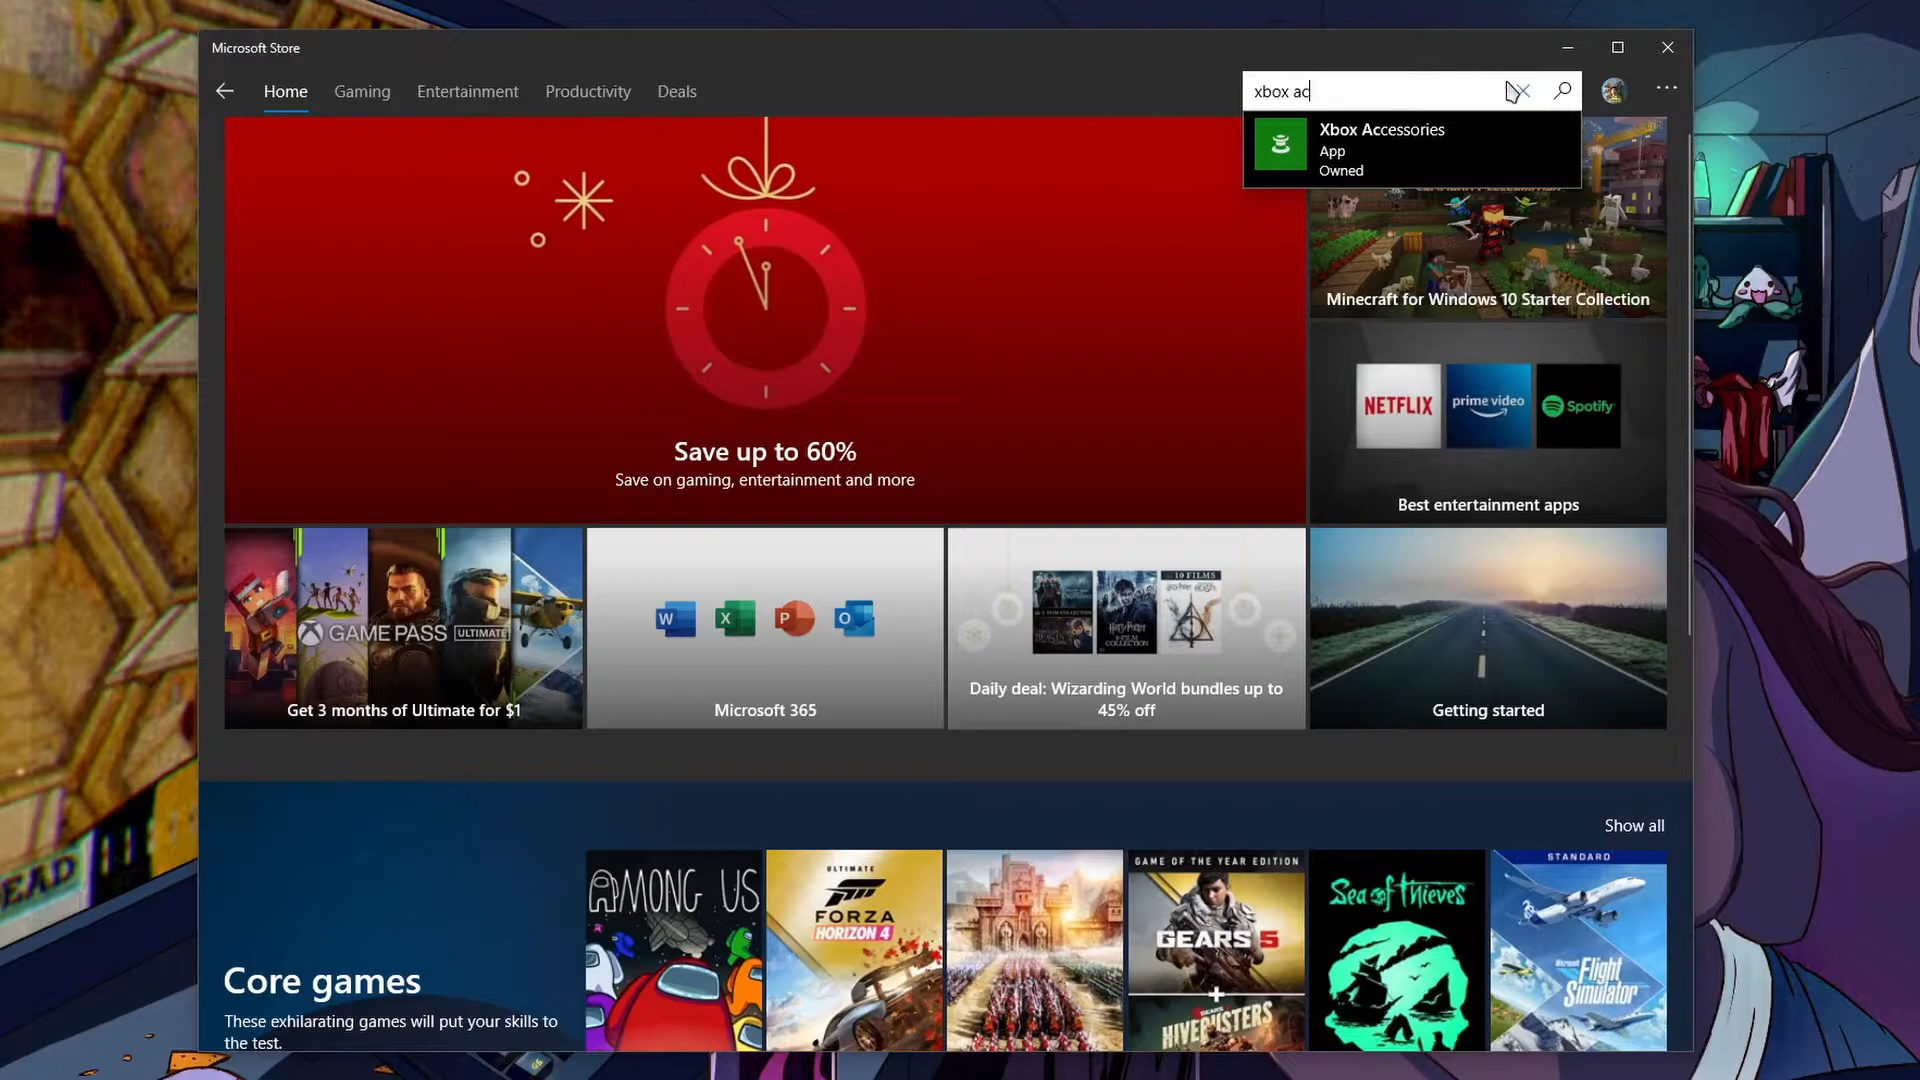 Microsoft Store
Home
Gaming
Entertainment
Productivity
Deals
xbox ac
Xbox Accessories
App
Owned
Minecraft for Windows 10 Starter Collection
Save up to 60%
Save on gaming, entertainment and more
NETFLIX
prime video
Spotify
Best entertainment apps
GAME PASS ULTIMATE
Get 3 months of Ultimate for $1
W X P O
Microsoft 365
10 FILMS
Daily deal: Wizarding World bundles up to
45% off
Getting started
Show all
Core games
These exhilarating games will put your skills to
the test.
AMONG US
ULTIMATE
FORZA
HORIZON 4
GAME OF THE YEAR EDITION
GEARS 5
HIVEBUSTERS
Sea of Thieves
STANDARD
Microsoft
Flight
Simulator
EAD